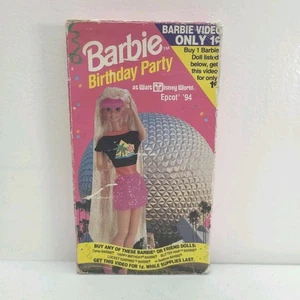 BARBIE VIDEO
ONLY 1¢
Buy 1 Barbie
Doll listed
below, get
this video
for only
1¢
Barbie™
Birthday Party
at Walt Disney World
Epcot '94
BUY ANY OF THESE BARBIE® OR FRIEND DOLLS:
GET THIS VIDEO FOR 1¢. WHILE SUPPLIES LAST.